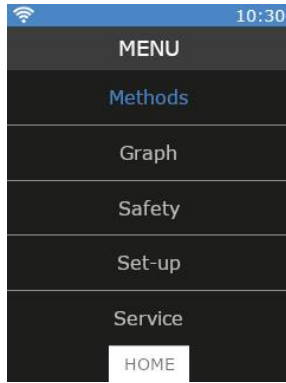 10:30
MENU
Methods
Graph
Safety
Set-up
Service
HOME